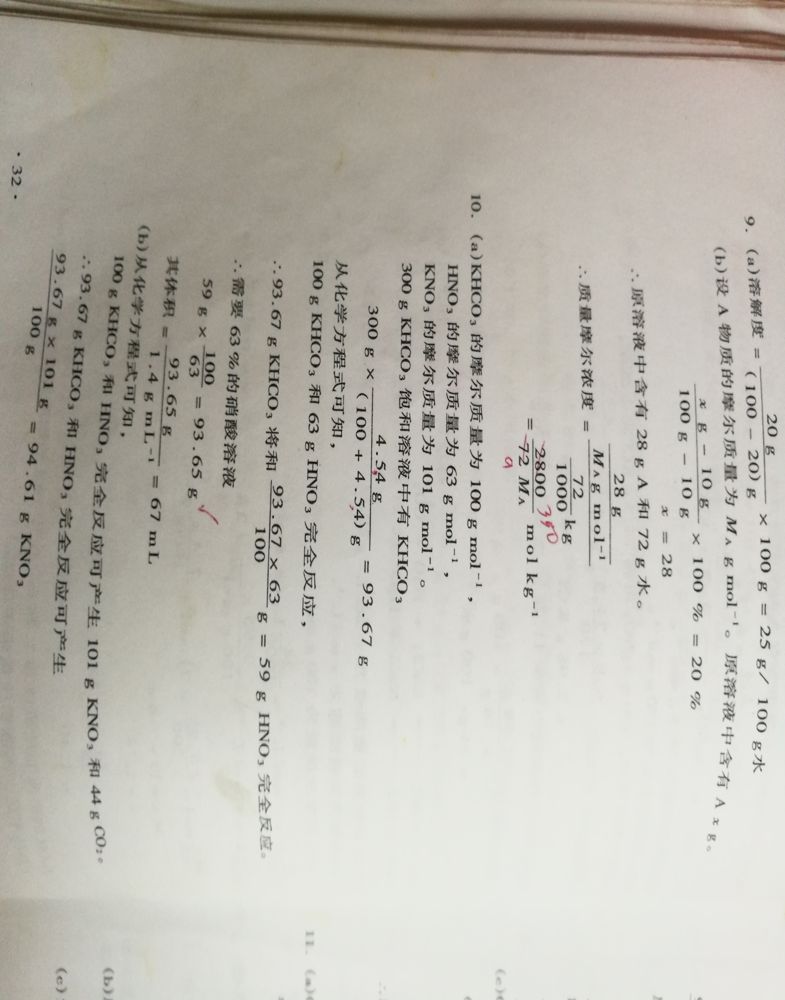 9. (a)溶解度 = 20 g / (100 − 20) g × 100 g = 25 g/ 100 g水
(b)设 A 物质的摩尔质量为 M_A g mol⁻¹。原溶液中含有 A x g。
x g − 10 g / 100 g − 10 g × 100 % = 20 %
x = 28
∴ 原溶液中含有 28 g A 和 72 g 水。
∴ 质量摩尔浓度 = 28 g / M_A g mol⁻¹ / 72 / 1000 kg
= 2800 / 72 M_A mol kg⁻¹
350
9
10. (a)KHCO₃ 的摩尔质量为 100 g mol⁻¹,
HNO₃ 的摩尔质量为 63 g mol⁻¹,
KNO₃ 的摩尔质量为 101 g mol⁻¹。
300 g KHCO₃ 饱和溶液中有 KHCO₃
300 g × 4.54 g / (100 + 4.54) g = 93.67 g
从化学方程式可知,
100 g KHCO₃ 和 63 g HNO₃ 完全反应,
∴ 93.67 g KHCO₃ 将和 93.67 × 63 / 100 g = 59 g HNO₃ 完全反应。
∴ 需要 63 %的硝酸溶液
59 g × 100 / 63 = 93.65 g
其体积 = 93.65 g / 1.4 g mL⁻¹ = 67 mL
(b)从化学方程式可知,
100 g KHCO₃ 和 HNO₃ 完全反应可产生 101 g KNO₃ 和 44 g CO₂。
∴ 93.67 g KHCO₃ 和 HNO₃ 完全反应可产生
93.67 g × 101 g / 100 g = 94.61 g KNO₃
· 32 ·
(c)
11. (a)
(b)
(c)